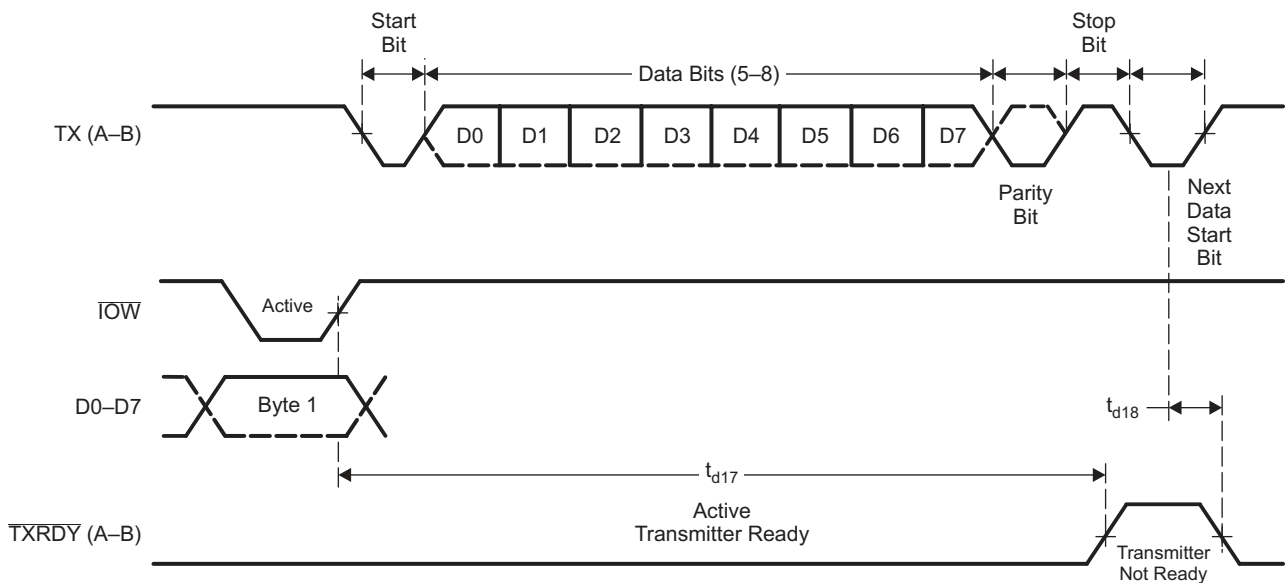 Start
Bit
Data Bits (5–8)
Stop
Bit
TX (A–B)
D0 D1 D2 D3 D4 D5 D6 D7
Parity
Bit
Next
Data
Start
Bit
IOW
Active
D0–D7
Byte 1
td18
td17
TXRDY (A–B)
Active
Transmitter Ready
Transmitter
Not Ready